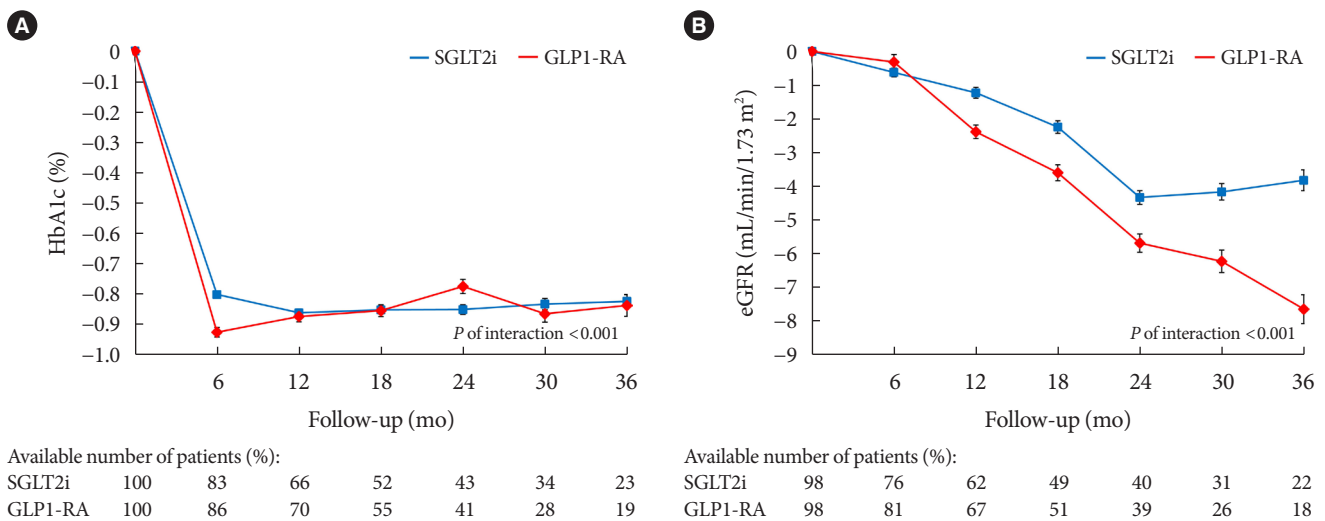 A
HbA1c (%)
0
−0.1
−0.2
−0.3
−0.4
−0.5
−0.6
−0.7
−0.8
−0.9
−1.0
SGLT2i GLP1-RA
P of interaction <0.001
6 12 18 24 30 36
Follow-up (mo)
Available number of patients (%):
SGLT2i 100 83 66 52 43 34 23
GLP1-RA 100 86 70 55 41 28 19
B
eGFR (mL/min/1.73 m²)
0
−1
−2
−3
−4
−5
−6
−7
−8
−9
SGLT2i GLP1-RA
P of interaction <0.001
6 12 18 24 30 36
Follow-up (mo)
Available number of patients (%):
SGLT2i 98 76 62 49 40 31 22
GLP1-RA 98 81 67 51 39 26 18